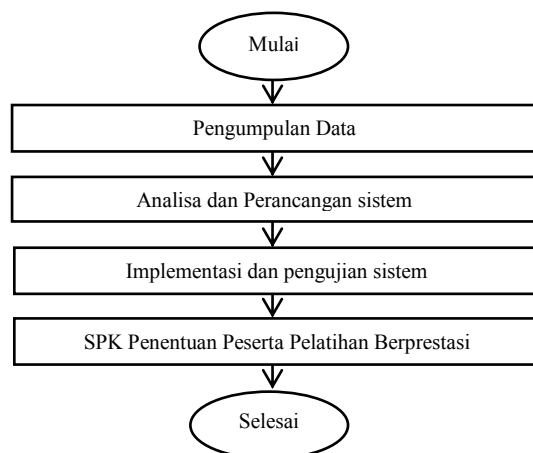 Mulai
Pengumpulan Data
Analisa dan Perancangan sistem
Implementasi dan pengujian sistem
SPK Penentuan Peserta Pelatihan Berprestasi
Selesai